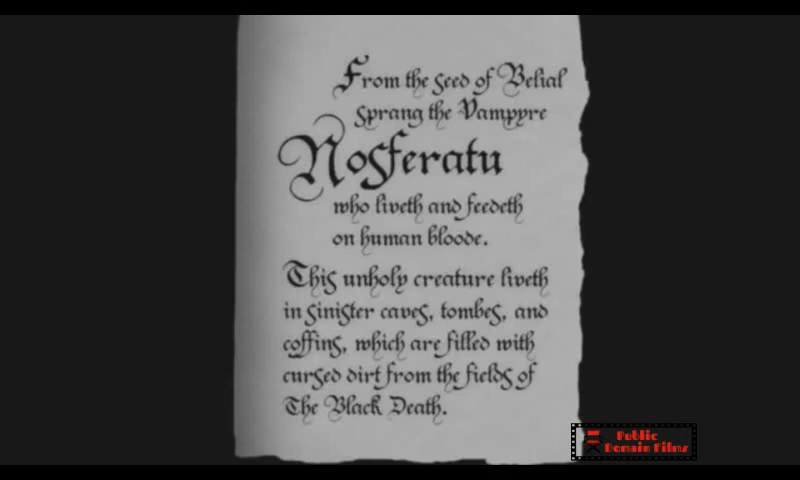 From the seed of Belial
sprang the Vampyre
Nosferatu
who liveth and feedeth
on human bloode.
This unholy creature liveth
in sinister caves, tombes, and
coffins, which are filled with
cursed dirt from the fields of
The Black Death.
Public
Domain Films